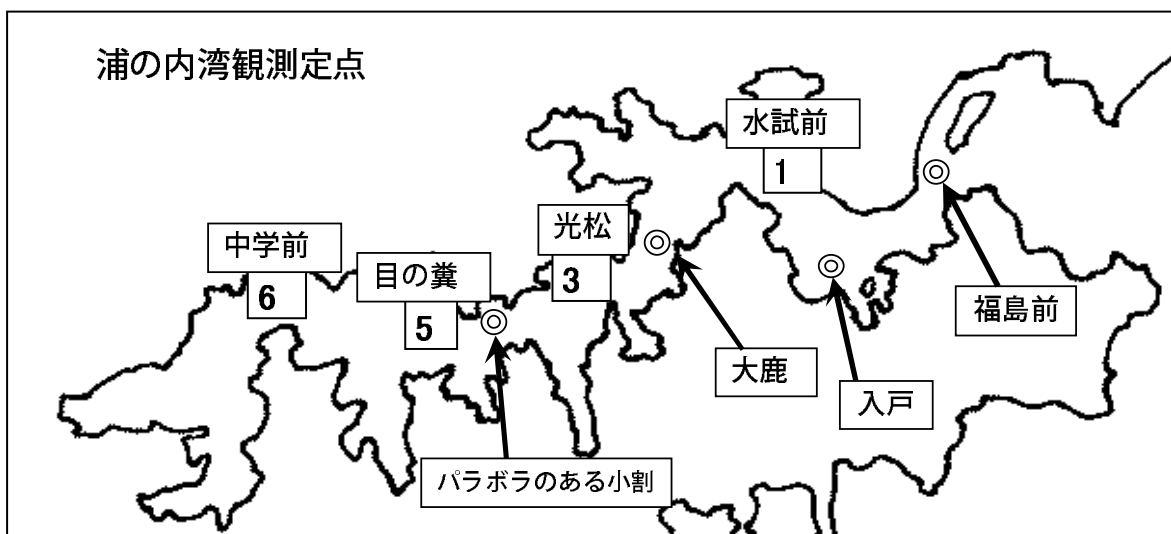 浦の内湾観測定点
水試前
1
光松
3
中学前
6
目の糞
5
福島前
大鹿
入戸
パラボラのある小割